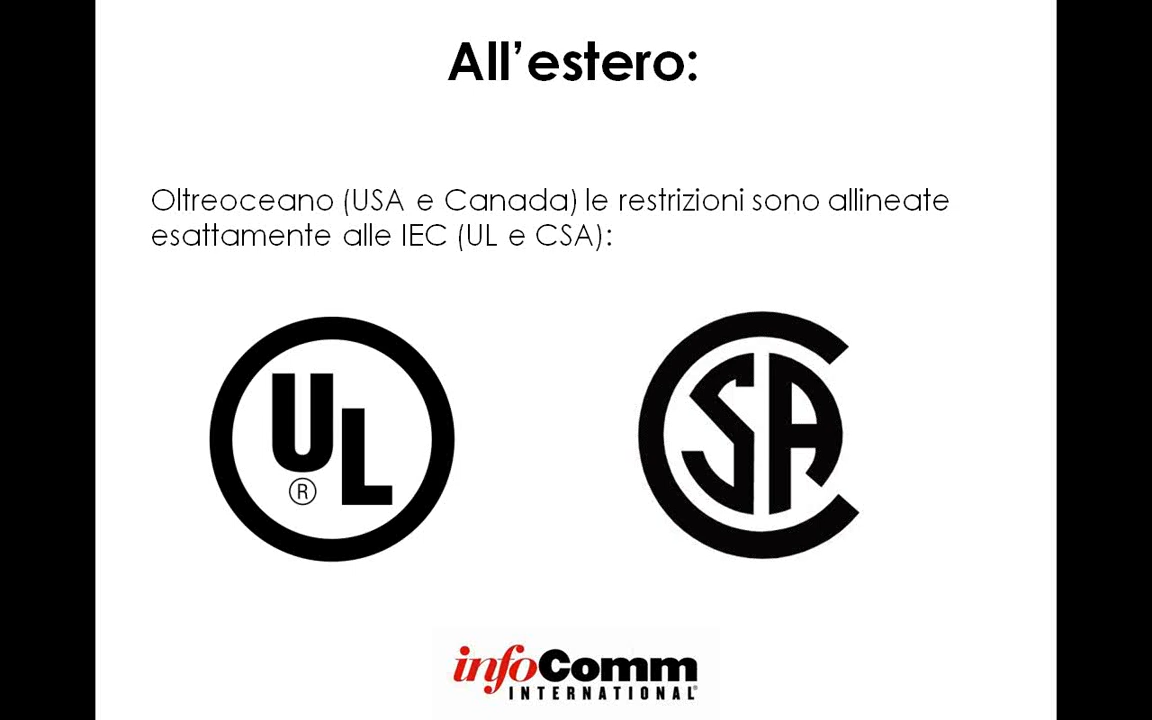 All’estero:
Oltreoceano (USA e Canada) le restrizioni sono allineate
esattamente alle IEC (UL e CSA):
UL
®
CSA
infoComm
INTERNATIONAL®